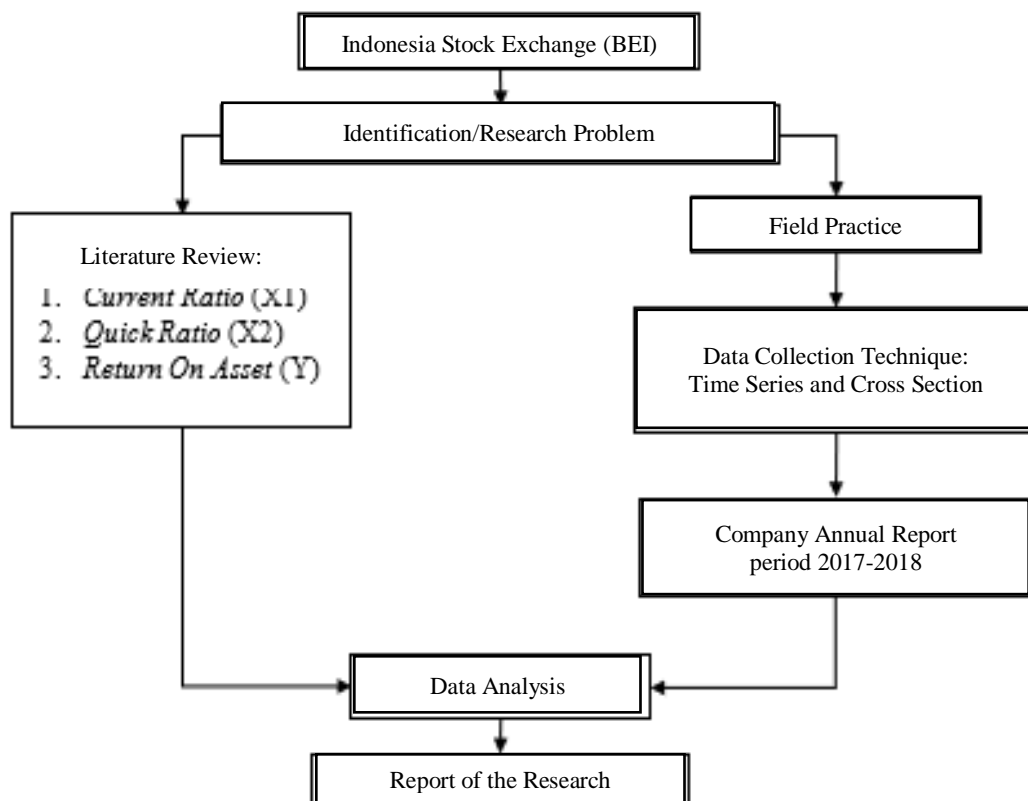 Indonesia Stock Exchange (BEI)
Identification/Research Problem
Literature Review:
1. Current Ratio (X1)
2. Quick Ratio (X2)
3. Return On Asset (Y)
Field Practice
Data Collection Technique:
Time Series and Cross Section
Company Annual Report
period 2017-2018
Data Analysis
Report of the Research